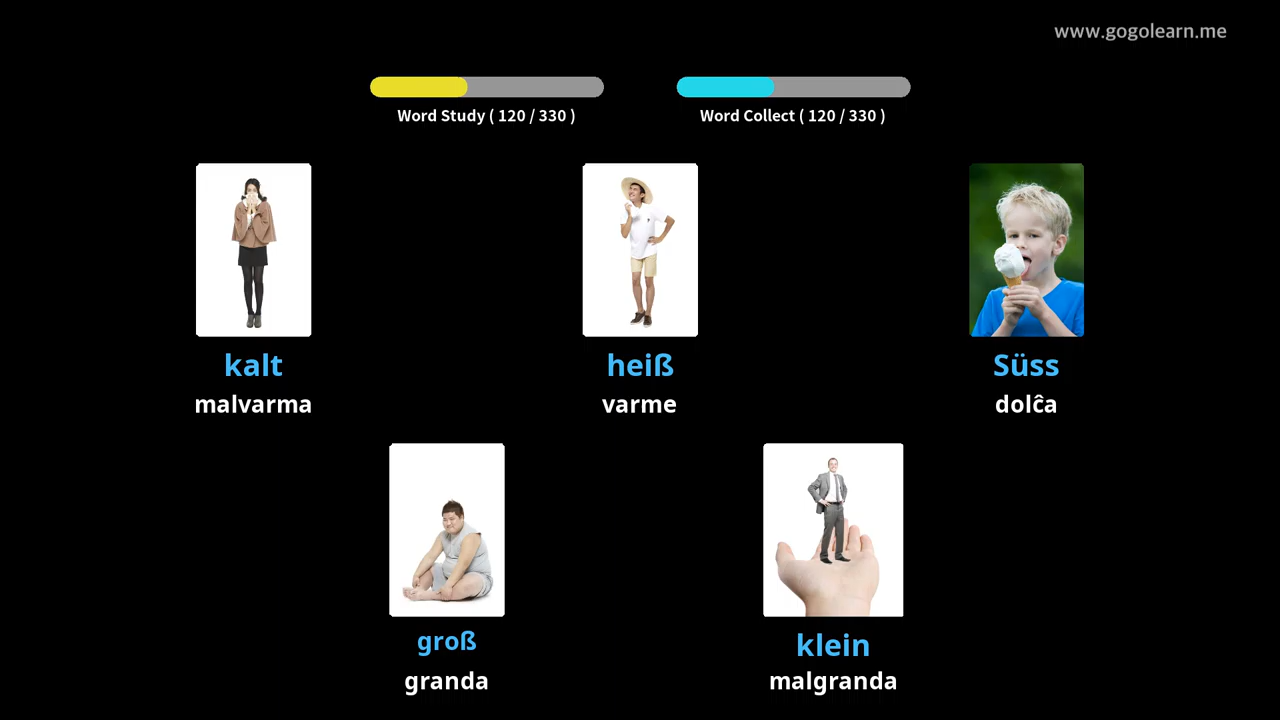 www.gogolearn.me
Word Study ( 120 / 330 )
Word Collect ( 120 / 330 )
kalt
malvarma
heiß
varme
Süss
dolĉa
groß
granda
klein
malgranda